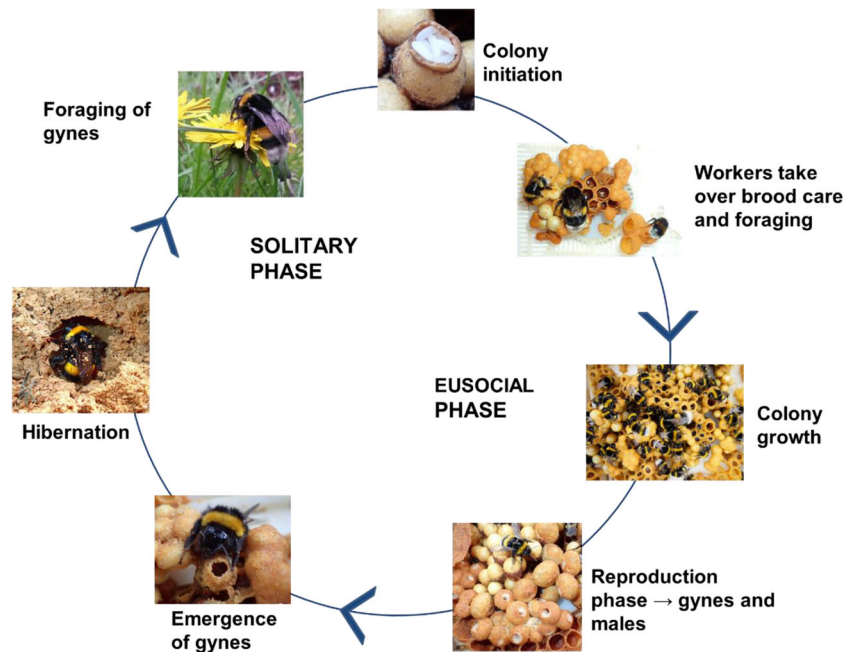 Colony
initiation
Workers take
over brood care
and foraging
Colony
growth
Reproduction
phase → gynes and
males
Emergence
of gynes
Hibernation
Foraging of
gynes
SOLITARY
PHASE
EUSOCIAL
PHASE